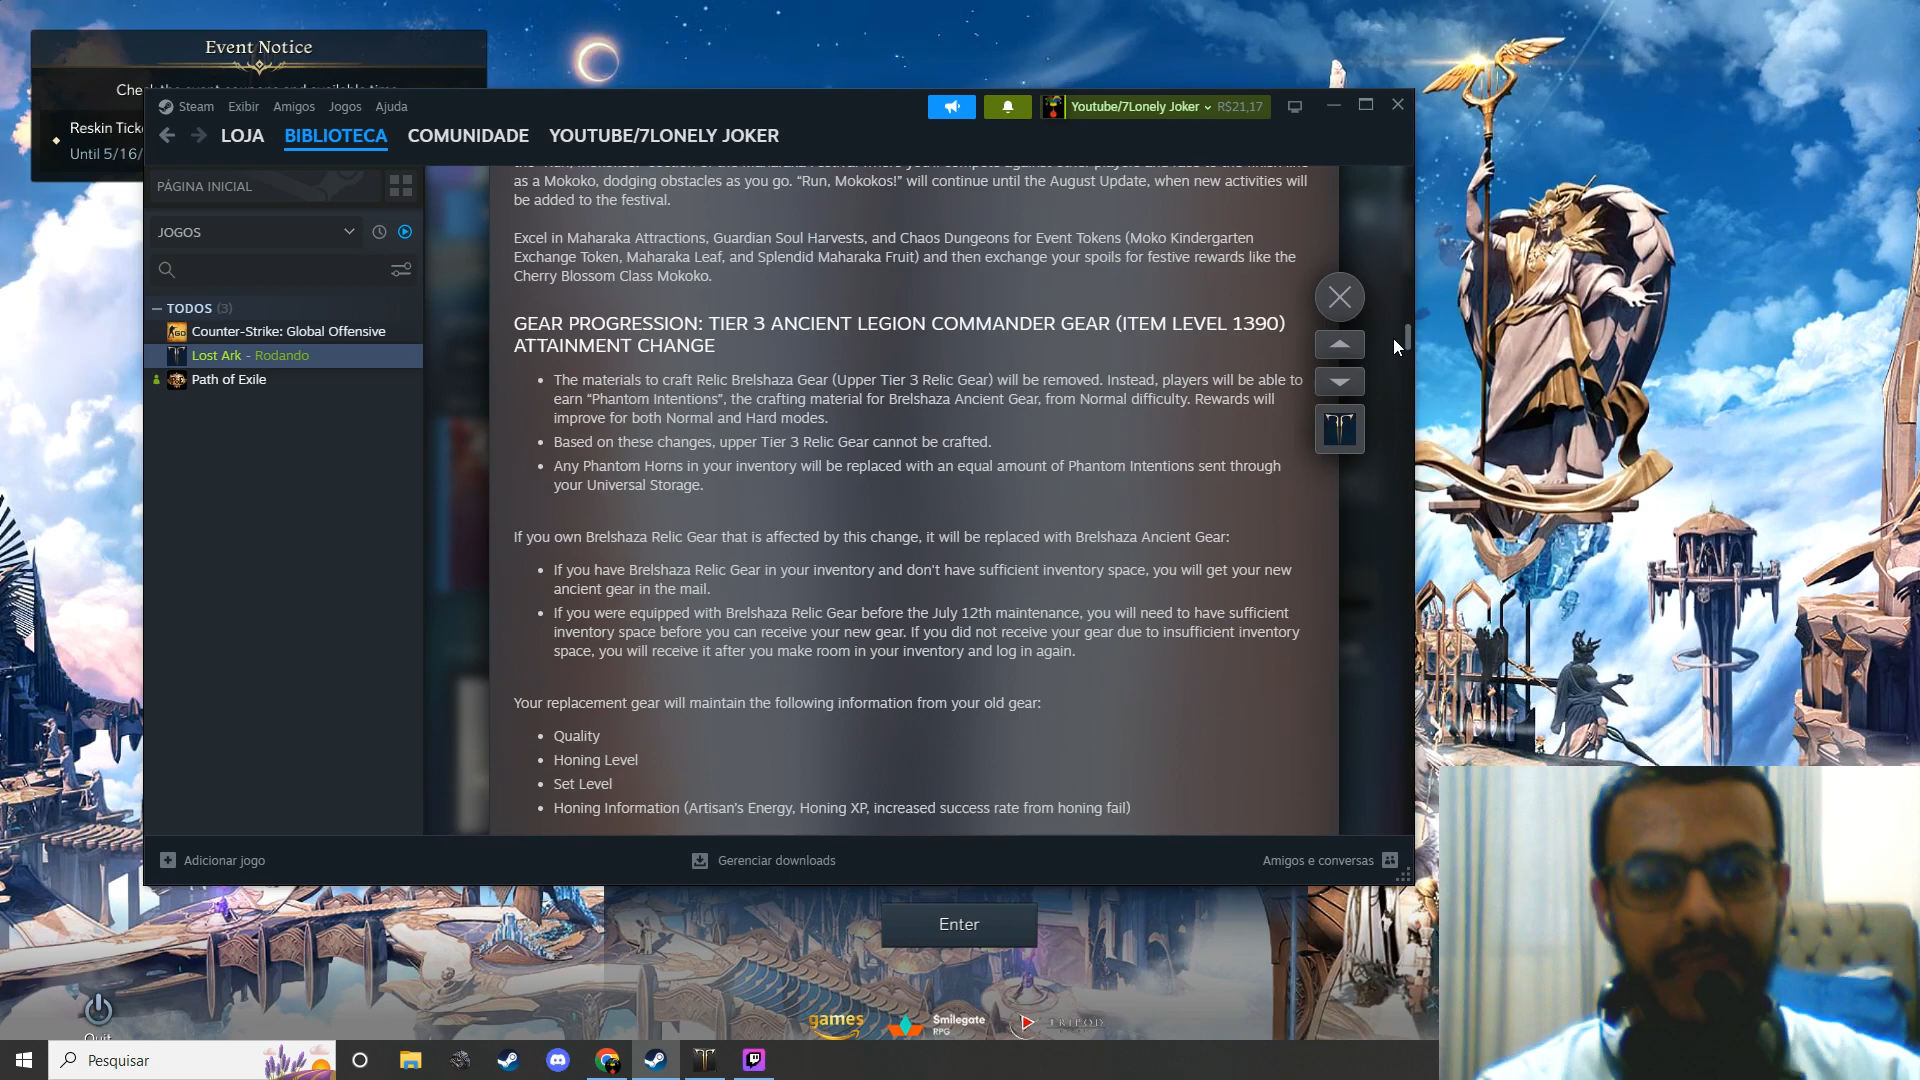 Event Notice
Reskin
Until 5/16/
Steam Exibir Amigos Jogos Ajuda
Youtube/7Lonely Joker R$21,17
LOJA BIBLIOTECA COMUNIDADE YOUTUBE/7LONELY JOKER
PÁGINA INICIAL
JOGOS
TODOS (3)
Counter-Strike: Global Offensive
Lost Ark - Rodando
Path of Exile
as a Mokoko, dodging obstacles as you go. “Run, Mokokos!” will continue until the August Update, when new activities will
be added to the festival.
Excel in Maharaka Attractions, Guardian Soul Harvests, and Chaos Dungeons for Event Tokens (Moko Kindergarten
Exchange Token, Maharaka Leaf, and Splendid Maharaka Fruit) and then exchange your spoils for festive rewards like the
Cherry Blossom Class Mokoko.
GEAR PROGRESSION: TIER 3 ANCIENT LEGION COMMANDER GEAR (ITEM LEVEL 1390)
ATTAINMENT CHANGE
• The materials to craft Relic Brelshaza Gear (Upper Tier 3 Relic Gear) will be removed. Instead, players will be able to
earn “Phantom Intentions”, the crafting material for Brelshaza Ancient Gear, from Normal difficulty. Rewards will
improve for both Normal and Hard modes.
• Based on these changes, upper Tier 3 Relic Gear cannot be crafted.
• Any Phantom Horns in your inventory will be replaced with an equal amount of Phantom Intentions sent through
your Universal Storage.
If you own Brelshaza Relic Gear that is affected by this change, it will be replaced with Brelshaza Ancient Gear:
• If you have Brelshaza Relic Gear in your inventory and don't have sufficient inventory space, you will get your new
ancient gear in the mail.
• If you were equipped with Brelshaza Relic Gear before the July 12th maintenance, you will need to have sufficient
inventory space before you can receive your new gear. If you did not receive your gear due to insufficient inventory
space, you will receive it after you make room in your inventory and log in again.
Your replacement gear will maintain the following information from your old gear:
• Quality
• Honing Level
• Set Level
• Honing Information (Artisan’s Energy, Honing XP, increased success rate from honing fail)
Adicionar jogo
Gerenciar downloads
Amigos e conversas
Enter
games
Smilegate
RPG
TRIPOD
Quit
Pesquisar